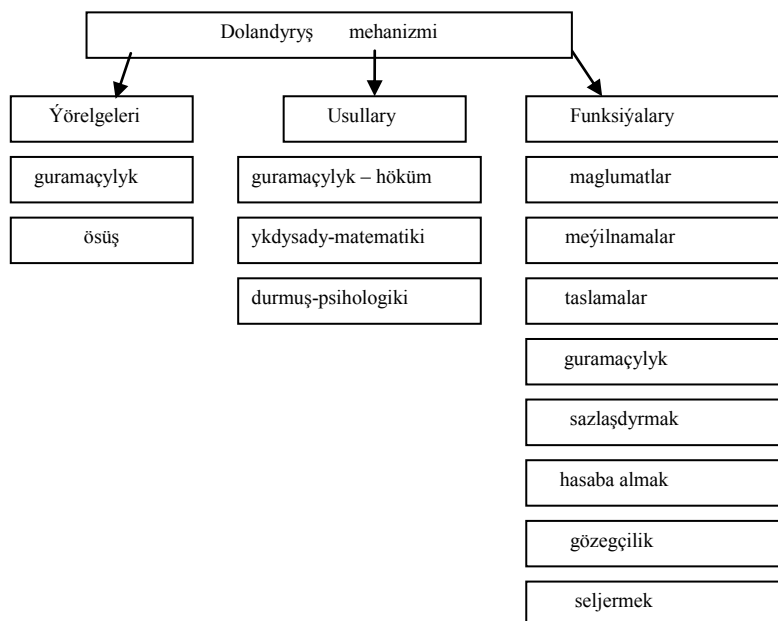 Dolandyryş mehanizmi
Ýörelgeleri
guramaçylyk
ösüş
Usullary
guramaçylyk – höküm
ykdysady-matematiki
durmuş-psihologiki
Funksiýalary
maglumatlar
meýilnamalar
taslamalar
guramaçylyk
sazlaşdyrmak
hasaba almak
gözegçilik
seljermek